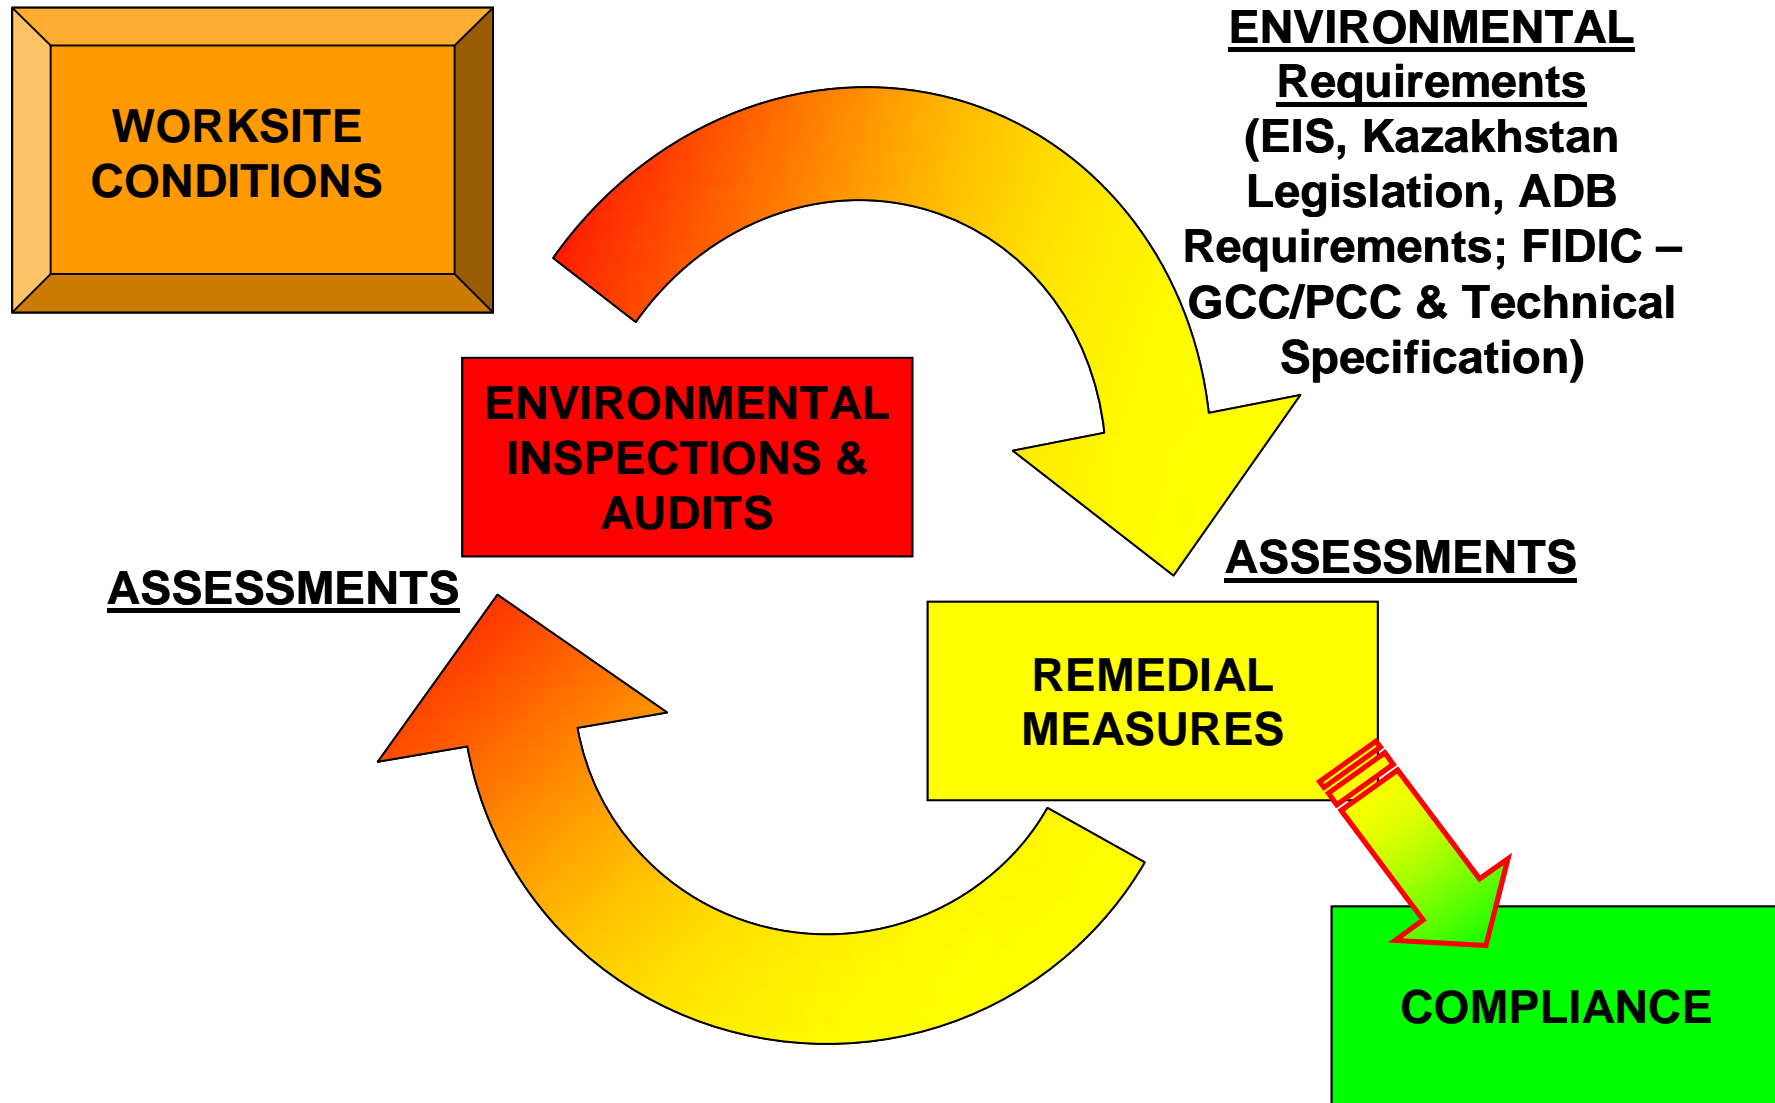 WORKSITE
CONDITIONS
ENVIRONMENTAL
Requirements
(EIS, Kazakhstan
Legislation, ADB
Requirements; FIDIC –
GCC/PCC & Technical
Specification)
ENVIRONMENTAL
INSPECTIONS &
AUDITS
ASSESSMENTS
ASSESSMENTS
REMEDIAL
MEASURES
COMPLIANCE